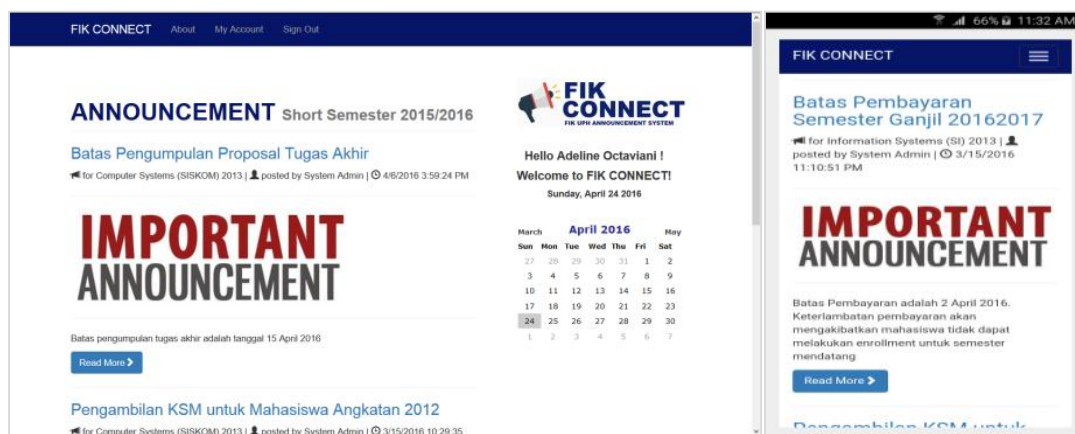 FIK CONNECT About My Account Sign Out
ANNOUNCEMENT Short Semester 2015/2016
Batas Pengumpulan Proposal Tugas Akhir
for Computer Systems (SISKOM) 2013 | posted by System Admin | 4/6/2016 3:59:24 PM
IMPORTANT
ANNOUNCEMENT
Batas pengumpulan tugas akhir adalah tanggal 15 April 2016
Read More
Pengambilan KSM untuk Mahasiswa Angkatan 2012
for Computer Systems (SISKOM) 2013 | posted by System Admin | 3/15/2016 10:29:35
FIK
CONNECT
FIK UPH ANNOUNCEMENT SYSTEM
Hello Adeline Octaviani !
Welcome to FIK CONNECT!
Sunday, April 24 2016
March April 2016 May
Sun Mon Tue Wed Thu Fri Sat
27 28 29 30 31 1 2
3 4 5 6 7 8 9
10 11 12 13 14 15 16
17 18 19 20 21 22 23
24 25 26 27 28 29 30
1 2 3 4 5 6 7
66% 11:32 AM
FIK CONNECT
Batas Pembayaran
Semester Ganjil 20162017
for Information Systems (SI) 2013 |
posted by System Admin | 3/15/2016
11:10:51 PM
IMPORTANT
ANNOUNCEMENT
Batas Pembayaran adalah 2 April 2016.
Keterlambatan pembayaran akan
mengakibatkan mahasiswa tidak dapat
melakukan enrollment untuk semester
mendatang
Read More
Pengambilan KSM untuk